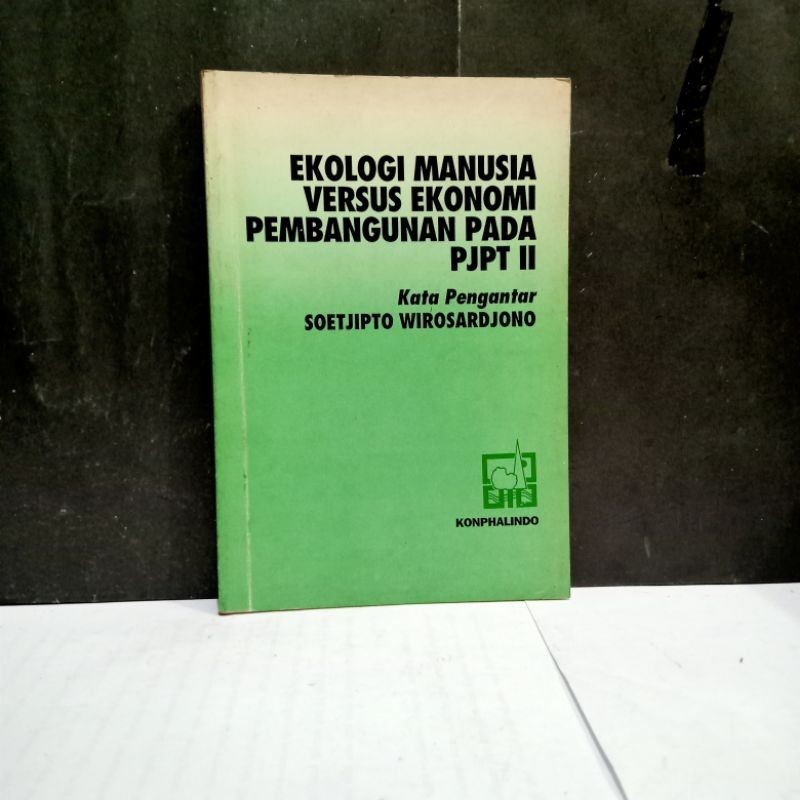 EKOLOGI MANUSIA
VERSUS EKONOMI
PEMBANGUNAN PADA
PJPT II
Kata Pengantar
SOETJIPTO WIROSARDJONO
KONPHALINDO